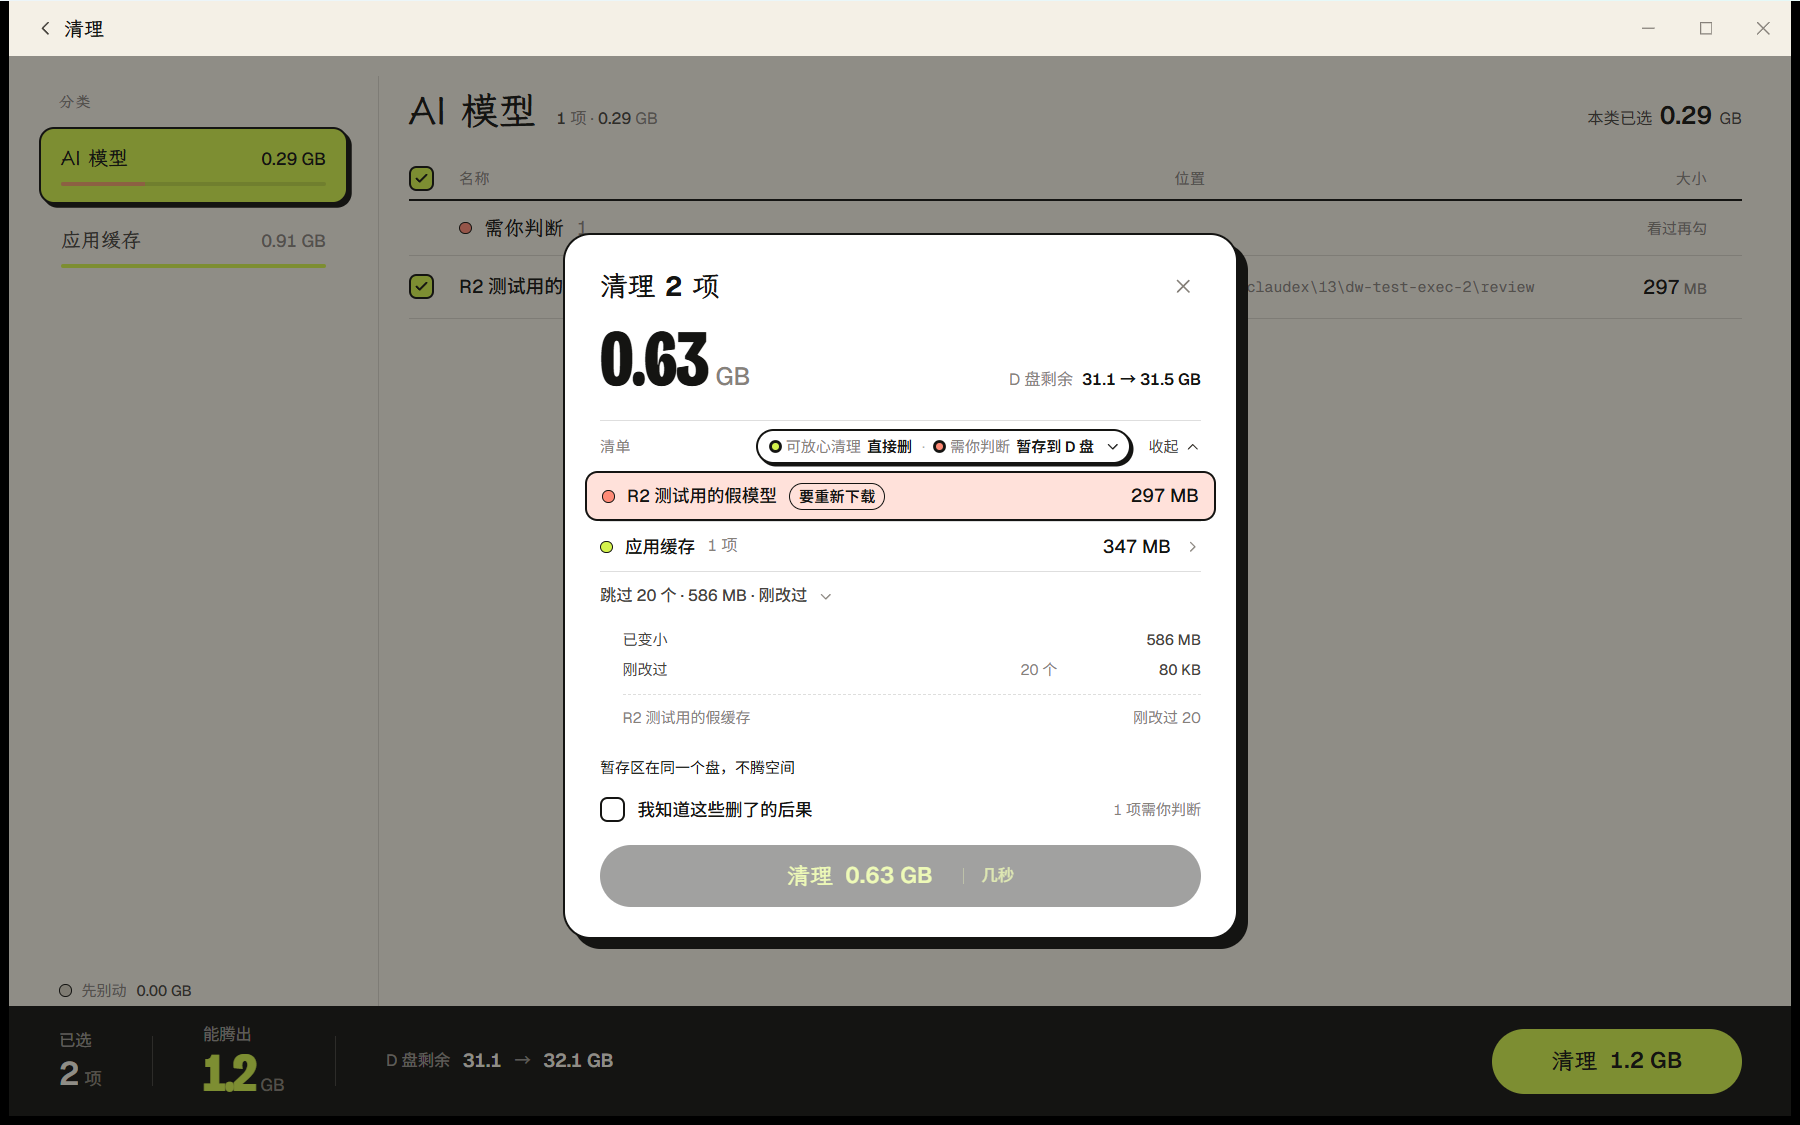 清理
分类
AI 模型 0.29 GB
应用缓存 0.91 GB
先别动 0.00 GB
AI 模型 1 项 · 0.29 GB
本类已选 0.29 GB
名称 位置 大小
需你判断 1 看过再勾
R2 测试用的 claudex\13\dw-test-exec-2\review 297 MB
清理 2 项
0.63 GB
D 盘剩余 31.1 → 31.5 GB
清单 可放心清理 直接删 · 需你判断 暂存到 D 盘 收起
R2 测试用的假模型 要重新下载 297 MB
应用缓存 1 项 347 MB
跳过 20 个 · 586 MB · 刚改过
已变小 586 MB
刚改过 20 个 80 KB
R2 测试用的假缓存 刚改过 20
暂存区在同一个盘，不腾空间
我知道这些删了的后果 1 项需你判断
清理 0.63 GB 几秒
已选
2 项
能腾出
1.2 GB
D 盘剩余 31.1 → 32.1 GB
清理 1.2 GB